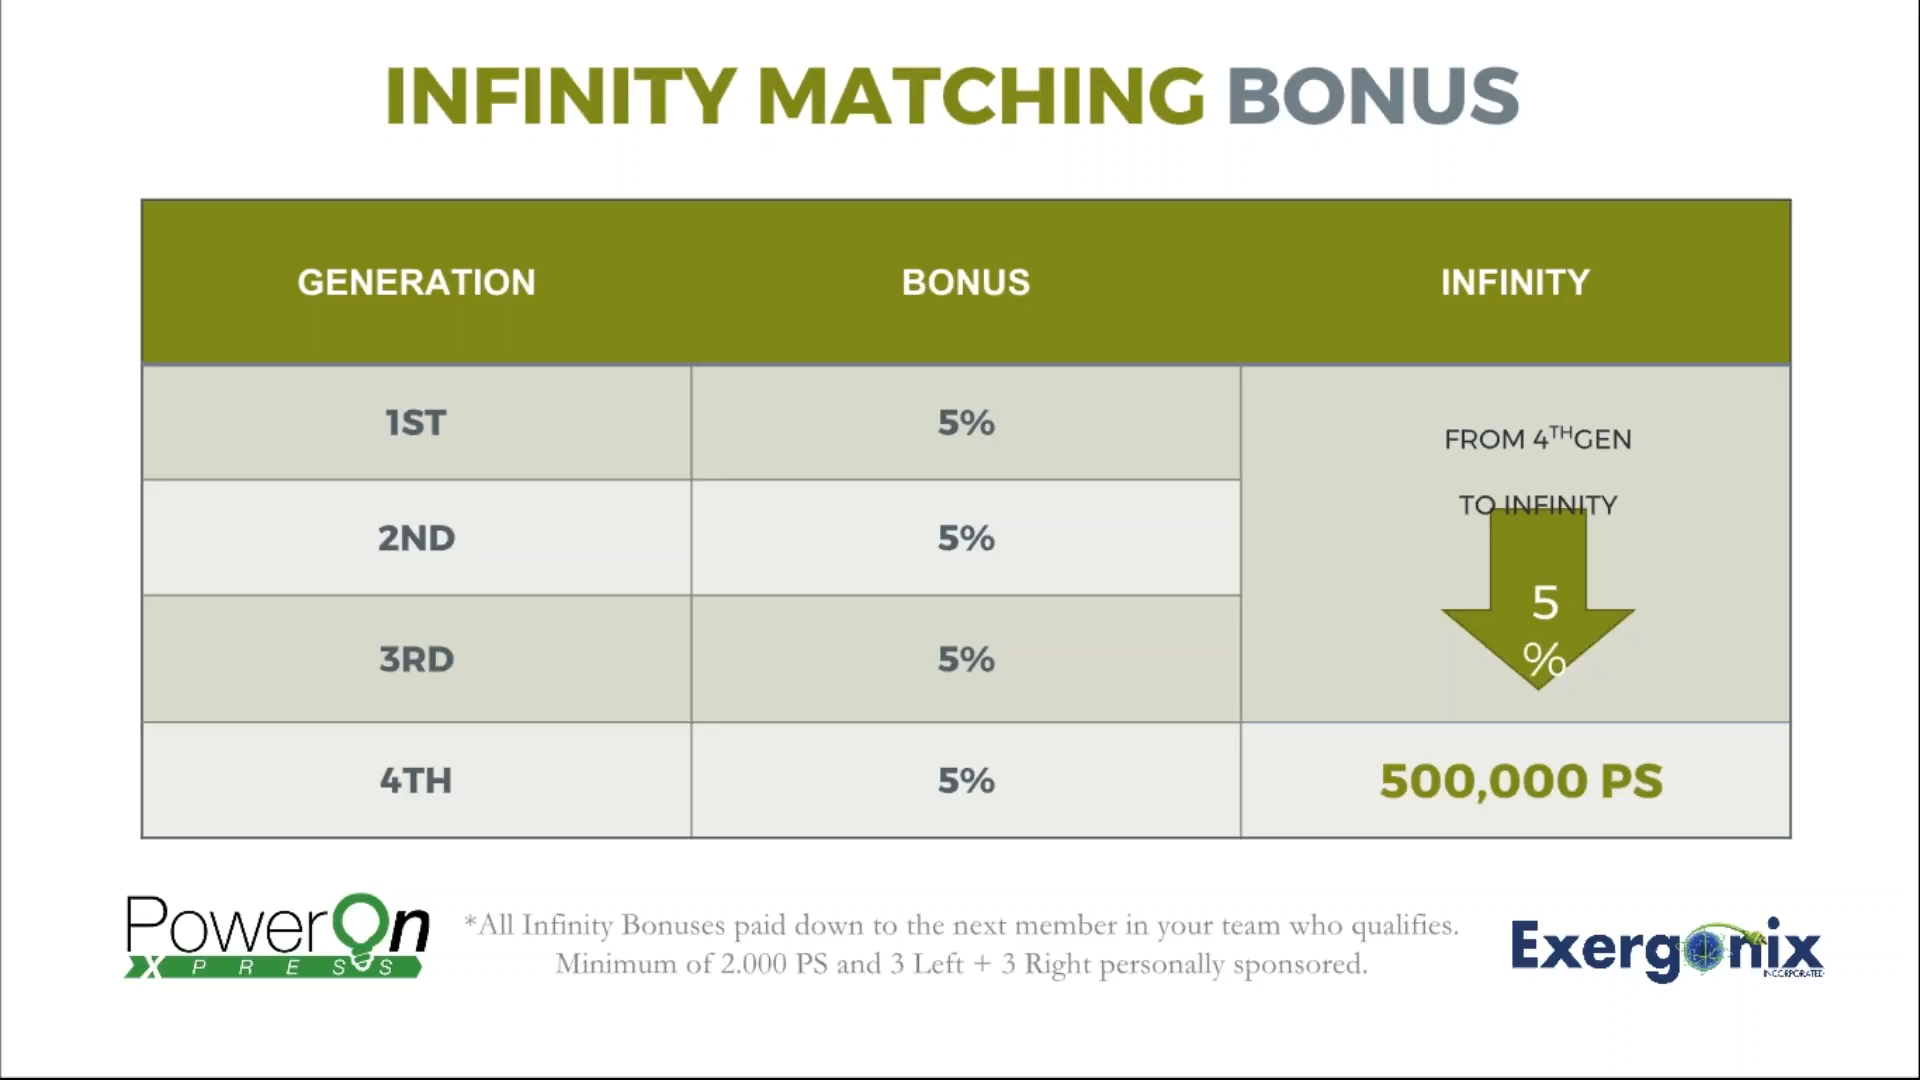 INFINITY MATCHING BONUS
GENERATION BONUS INFINITY
1ST 5%
2ND 5%
3RD 5%
4TH 5%
FROM 4THGEN
TO INFINITY
5
%
500,000 PS
PowerOn
XPRESS
*All Infinity Bonuses paid down to the next member in your team who qualifies.
Minimum of 2.000 PS and 3 Left + 3 Right personally sponsored.
Exergonix
INCORPORATED